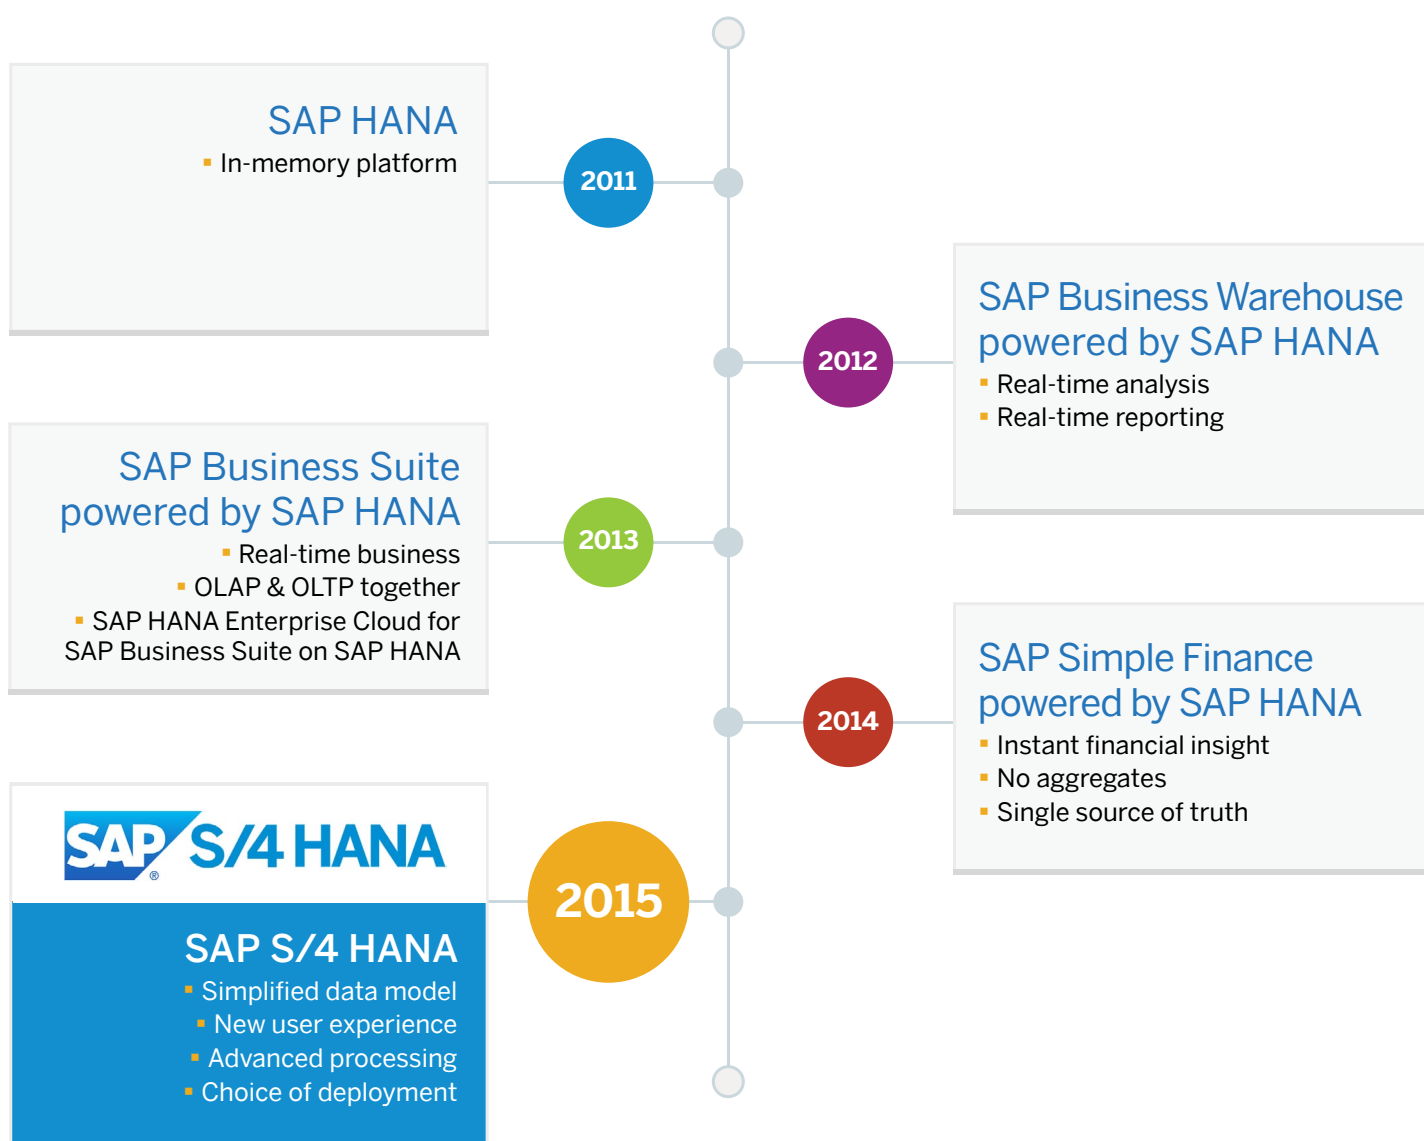 SAP HANA
▪ In-memory platform
2011
SAP Business Warehouse
powered by SAP HANA
▪ Real-time analysis
▪ Real-time reporting
2012
SAP Business Suite
powered by SAP HANA
▪ Real-time business
▪ OLAP & OLTP together
▪ SAP HANA Enterprise Cloud for
SAP Business Suite on SAP HANA
2013
SAP Simple Finance
powered by SAP HANA
▪ Instant financial insight
▪ No aggregates
▪ Single source of truth
2014
SAP® S/4 HANA
2015
SAP S/4 HANA
▪ Simplified data model
▪ New user experience
▪ Advanced processing
▪ Choice of deployment